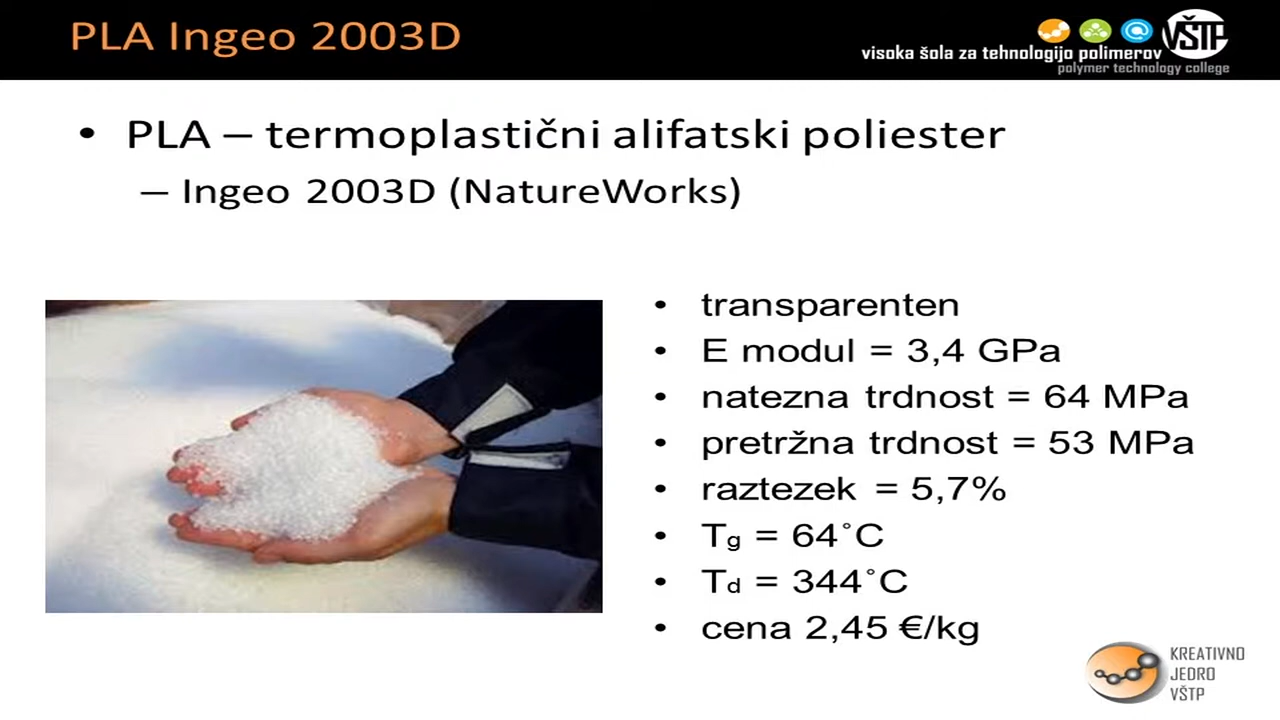 PLA Ingeo 2003D
VŠTP
visoka šola za tehnologijo polimerov
polymer technology college
• PLA – termoplastični alifatski poliester
– Ingeo 2003D (NatureWorks)
• transparenten
• E modul = 3,4 GPa
• natezna trdnost = 64 MPa
• pretržna trdnost = 53 MPa
• raztezek = 5,7%
• Tg = 64˚C
• Td = 344˚C
• cena 2,45 €/kg
KREATIVNO
JEDRO
VŠTP